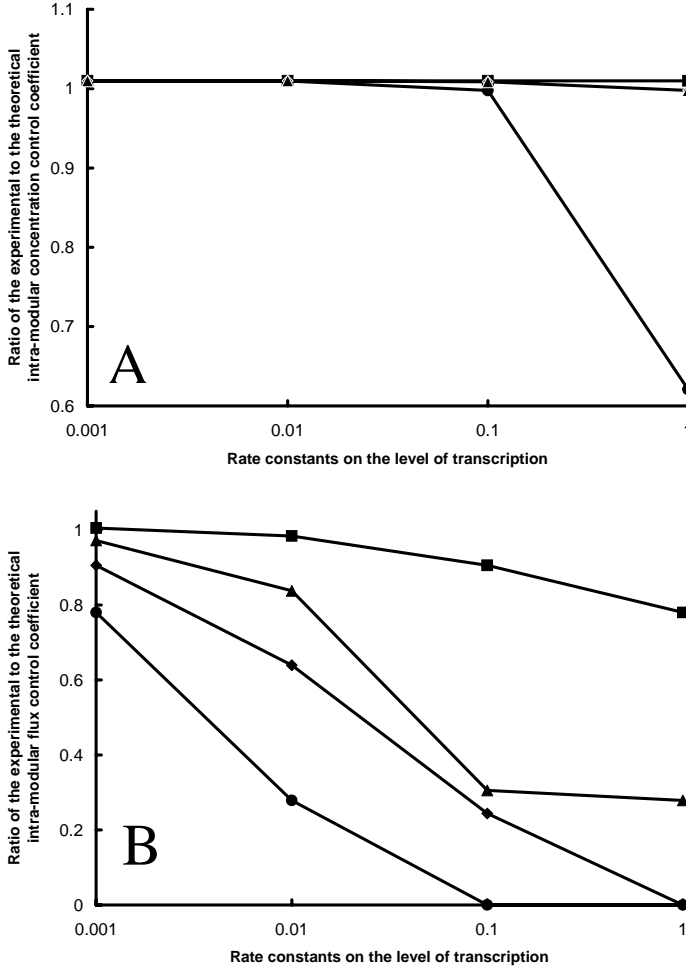 1.1
1
0.9
0.8
0.7
0.6
Ratio of the experimental to the theoretical
intra-modular concentration control coefficient
A
0.001
0.01
0.1
1
Rate constants on the level of transcription
1
0.8
0.6
0.4
0.2
0
Ratio of the experimental to the theoretical
intra-modular flux control coefficient
B
0.001
0.01
0.1
1
Rate constants on the level of transcription